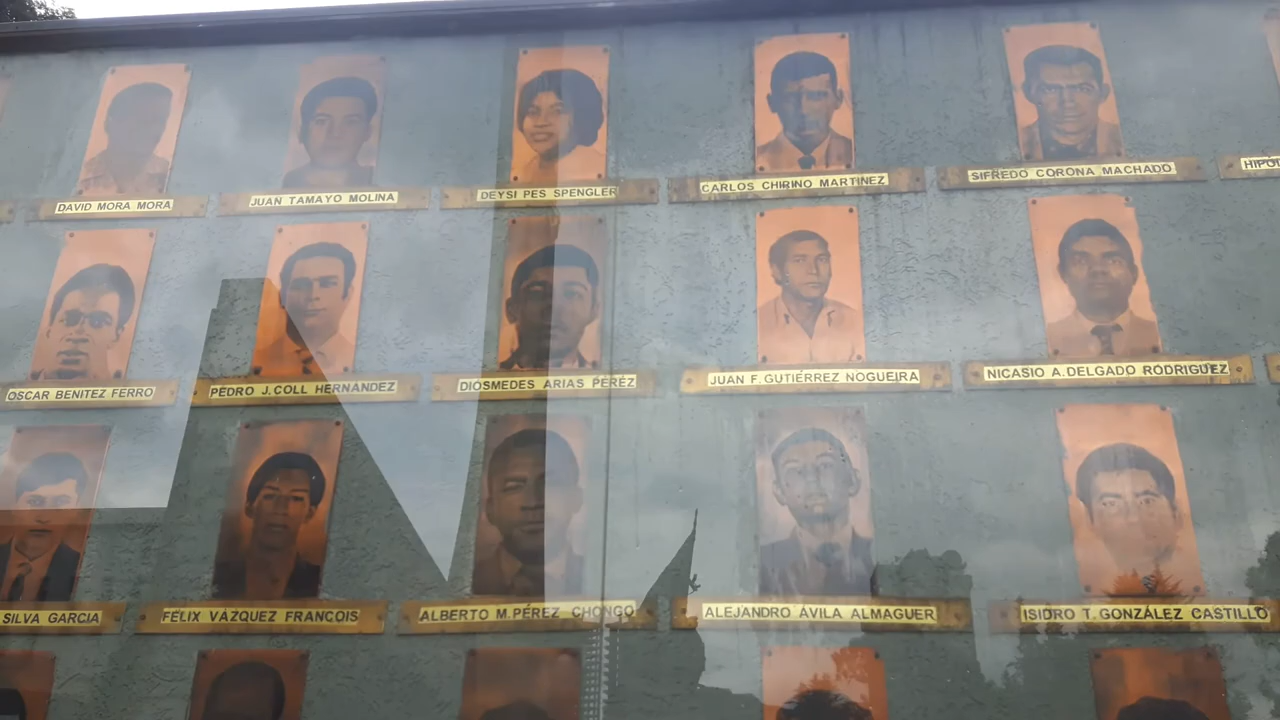 DAVID MORA MORA
JUAN TAMAYO MOLINA
DEYSI PES SPENGLER
CARLOS CHIRINO MARTINEZ
SIFREDO CORONA MACHADO
OSCAR BENITEZ FERRO
PEDRO J.COLL HERNÁNDEZ
DIOSMEDES ARIAS PERÉZ
JUAN F.GUTIÉRREZ NOGUEIRA
NICASIO A.DELGADO RODRIGUEZ
SILVA GARCIA
FÉLIX VÁZQUEZ FRANÇOIS
ALBERTO M.PÉREZ CHONGO
ALEJANDRO ÁVILA ALMAGUER
ISIDRO T.GONZÁLEZ CASTILLO